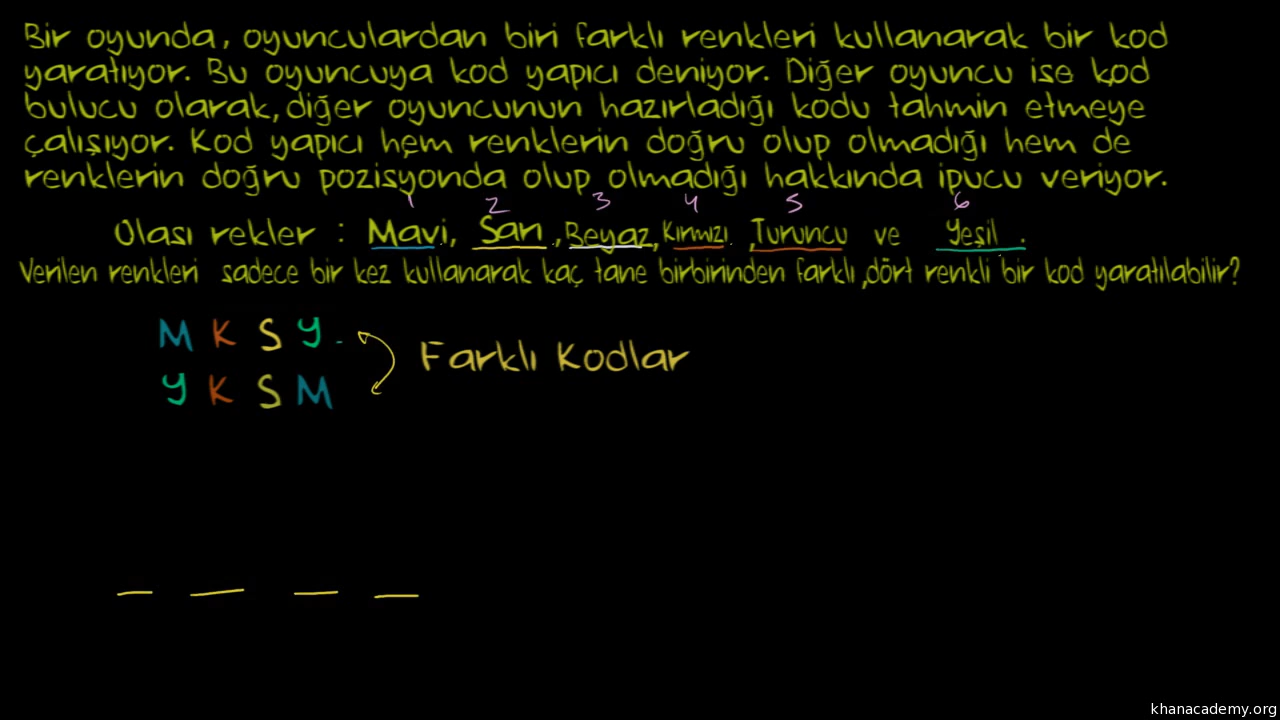 Bir oyunda, oyunculardan biri farklı renkleri kullanarak bir kod
yaratıyor. Bu oyuncuya kod yapıcı deniyor. Diğer oyuncu ise kod
bulucu olarak, diğer oyuncunun hazırladığı kodu tahmin etmeye
çalışıyor. Kod yapıcı hem renklerin doğru olup olmadığı hem de
renklerin doğru pozisyonda olup olmadığı hakkında ipucu veriyor.
1 2 3 4 5 6
Olası rekler : Mavi, Sarı, Beyaz, Kırmızı, Turuncu ve Yeşil.
Verilen renkleri sadece bir kez kullanarak kaç tane birbirinden farklı, dört renkli bir kod yaratılabilir?
M K S Y
Farklı Kodlar
Y K S M
khanacademy.org